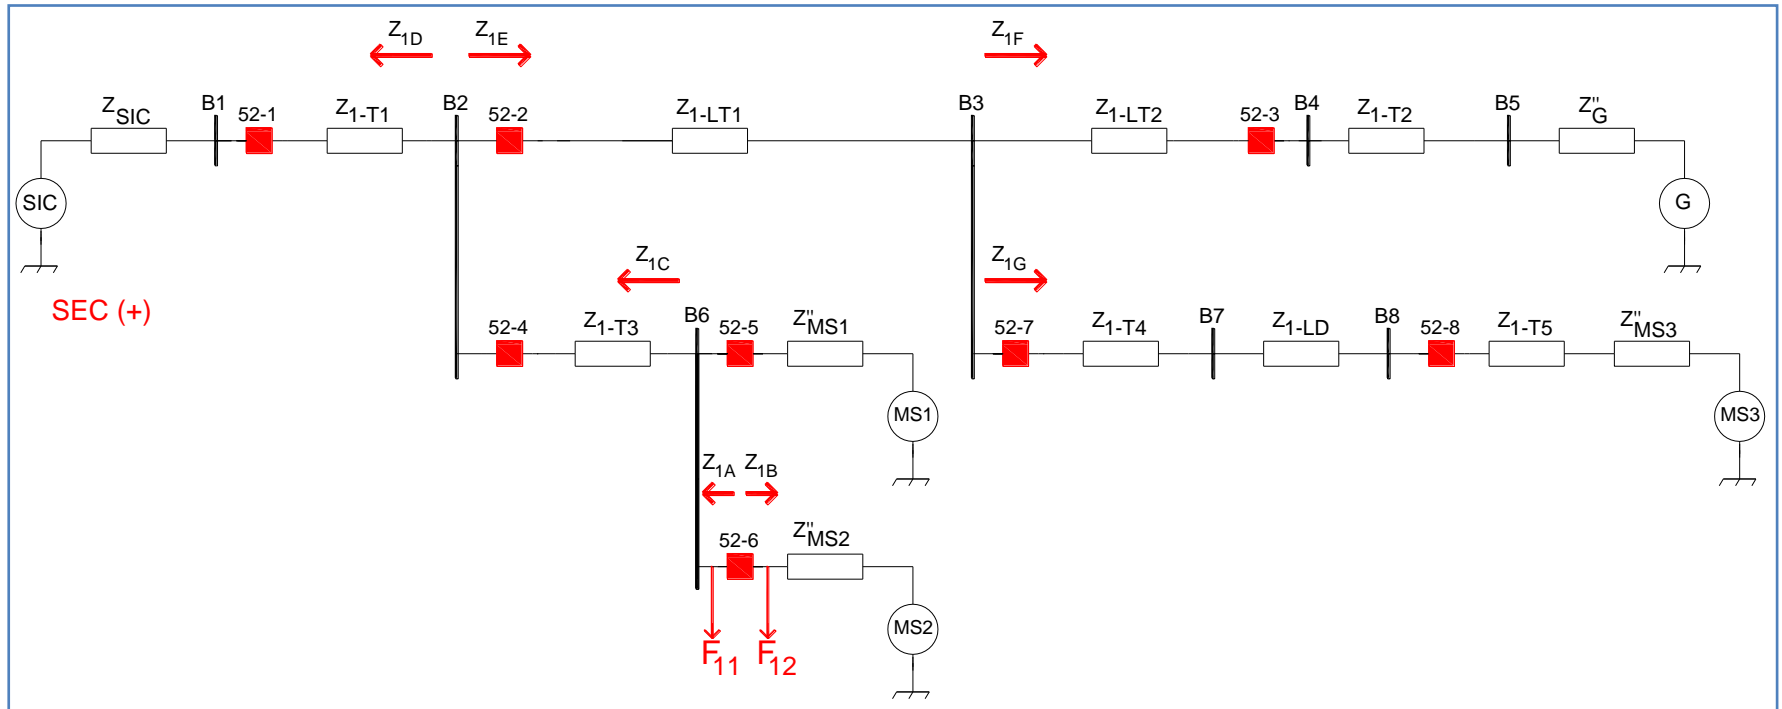 Z1D Z1E Z1F
ZSIC B1 52-1 Z1-T1 B2 52-2 Z1-LT1 B3 Z1-LT2 52-3 B4 Z1-T2 B5 Z"G
SIC G
Z1C Z1G
SEC (+)
52-4 Z1-T3 B6 52-5 Z"MS1 52-7 Z1-T4 B7 Z1-LD B8 52-8 Z1-T5 Z"MS3
MS1 MS3
Z1A Z1B
52-6 Z"MS2
MS2
F11 F12